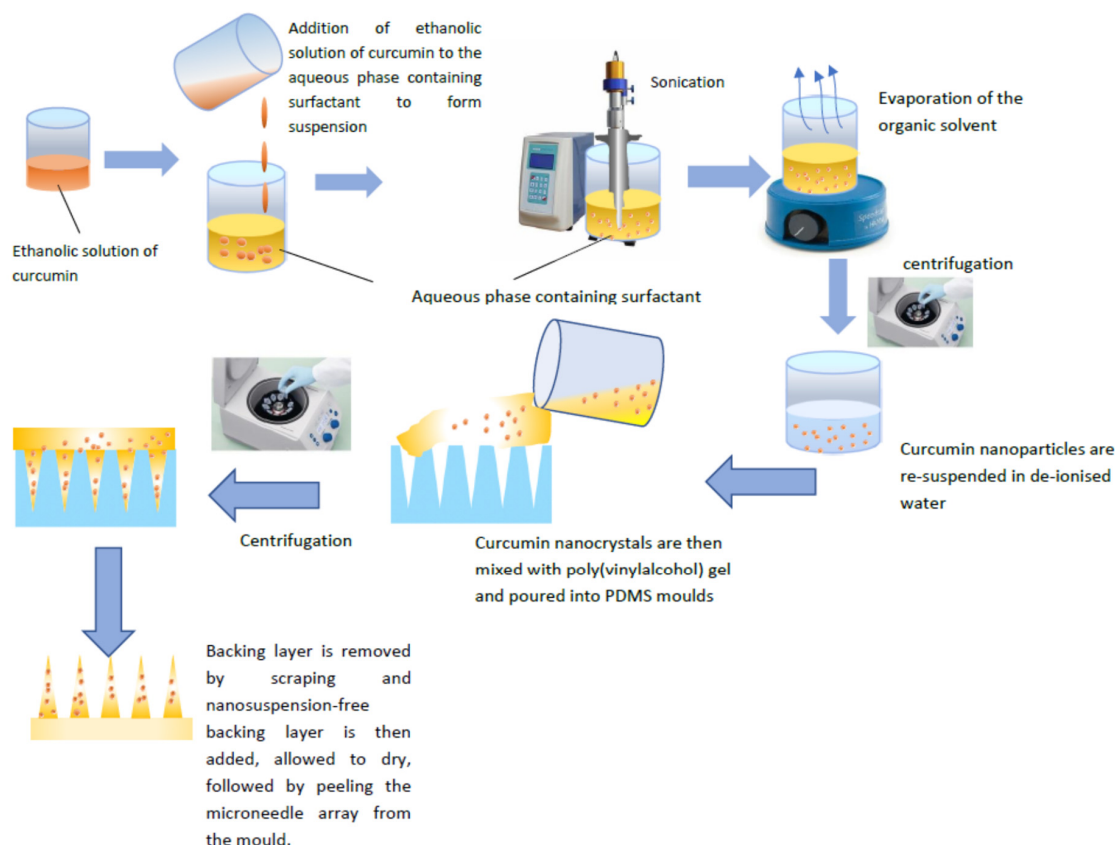 Addition of ethanolic
solution of curcumin to the
aqueous phase containing
surfactant to form
suspension
Sonication
Evaporation of the
organic solvent
Ethanolic solution of
curcumin
Aqueous phase containing surfactant
centrifugation
Curcumin nanoparticles are
re-suspended in de-ionised
water
Curcumin nanocrystals are then
mixed with poly(vinylalcohol) gel
and poured into PDMS moulds
Centrifugation
Backing layer is removed
by scraping and
nanosuspension-free
backing layer is then
added, allowed to dry,
followed by peeling the
microneedle array from
the mould.